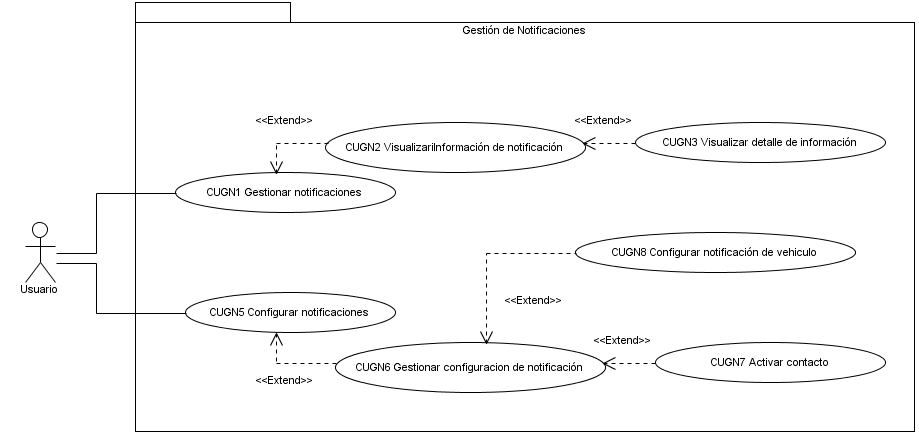 Gestión de Notificaciones
<<Extend>>
<<Extend>>
CUGN2 VisualizariInformación de notificación
CUGN3 Visualizar detalle de información
CUGN1 Gestionar notificaciones
CUGN8 Configurar notificación de vehiculo
Usuario
<<Extend>>
CUGN5 Configurar notificaciones
<<Extend>>
CUGN6 Gestionar configuracion de notificación
CUGN7 Activar contacto
<<Extend>>